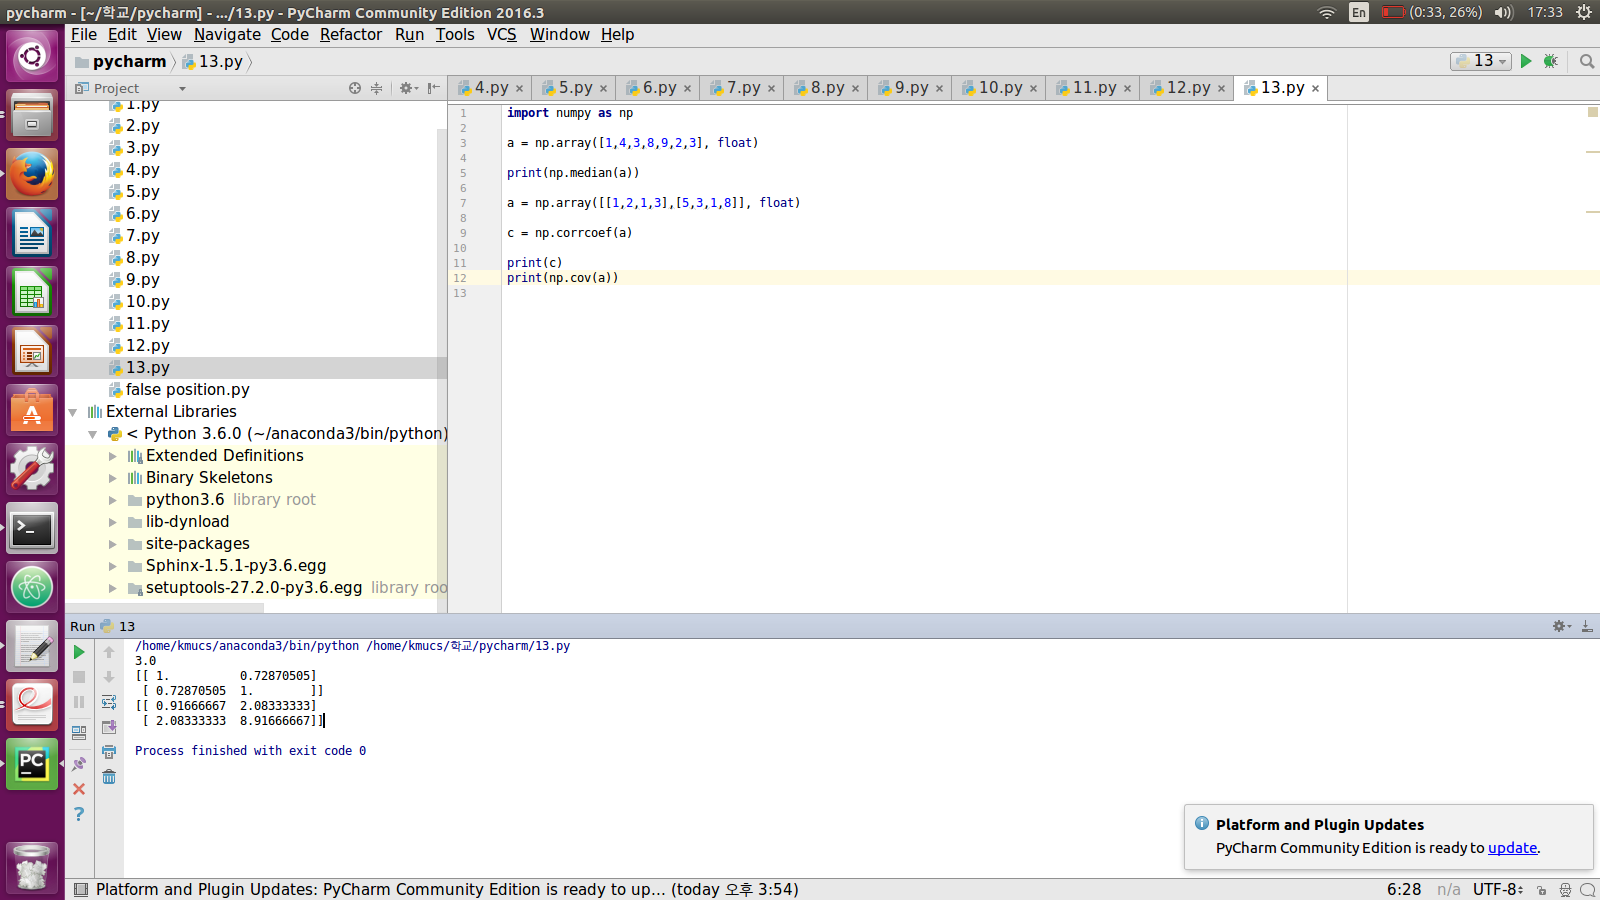 pycharm - [~/학교/pycharm] - .../13.py - PyCharm Community Edition 2016.3
En (0:33, 26%) 17:33
File Edit View Navigate Code Refactor Run Tools VCS Window Help
pycharm 13.py 13
Project
4.py 5.py 6.py 7.py 8.py 9.py 10.py 11.py 12.py 13.py
1.py
2.py
3.py
4.py
5.py
6.py
7.py
8.py
9.py
10.py
11.py
12.py
13.py
false position.py
External Libraries
< Python 3.6.0 (~/anaconda3/bin/python)
Extended Definitions
Binary Skeletons
python3.6 library root
lib-dynload
site-packages
Sphinx-1.5.1-py3.6.egg
setuptools-27.2.0-py3.6.egg library roo
1 import numpy as np
2
3 a = np.array([1,4,3,8,9,2,3], float)
4
5 print(np.median(a))
6
7 a = np.array([[1,2,1,3],[5,3,1,8]], float)
8
9 c = np.corrcoef(a)
10
11 print(c)
12 print(np.cov(a))
13
Run 13
/home/kmucs/anaconda3/bin/python /home/kmucs/학교/pycharm/13.py
3.0
[[ 1.          0.72870505]
 [ 0.72870505  1.        ]]
[[ 0.91666667  2.08333333]
 [ 2.08333333  8.91666667]]
Process finished with exit code 0
Platform and Plugin Updates
PyCharm Community Edition is ready to update.
Platform and Plugin Updates: PyCharm Community Edition is ready to up... (today 오후 3:54)
6:28 n/a UTF-8